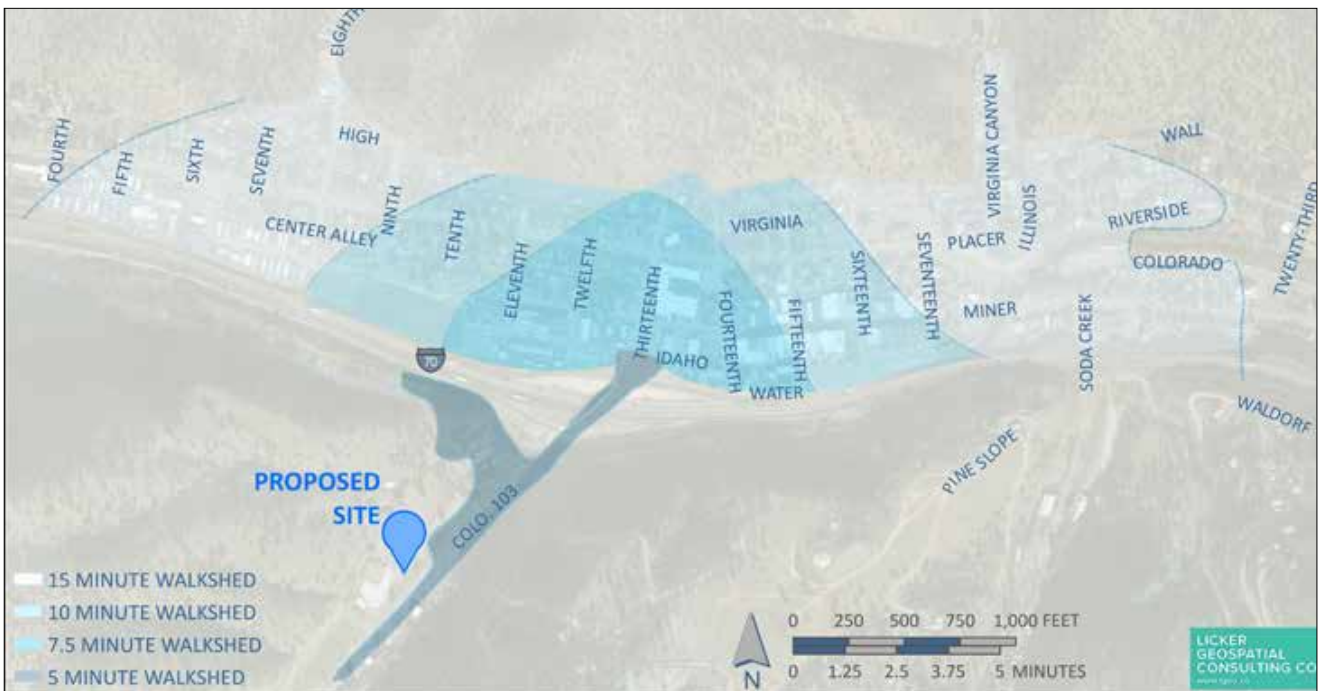 EIGHTH
FOURTH
FIFTH
SIXTH
SEVENTH
HIGH
CENTER ALLEY
NINTH
TENTH
ELEVENTH
TWELFTH
THIRTEENTH
IDAHO
FOURTEENTH
WATER
FIFTEENTH
VIRGINIA
SIXTEENTH
SEVENTEENTH
PLACER
MINER
VIRGINIA CANYON
ILLINOIS
WALL
RIVERSIDE
COLORADO
TWENTY-THIRD
SODA CREEK
WALDORF
PINE SLOPE
70
COLO. 103
PROPOSED
SITE
15 MINUTE WALKSHED
10 MINUTE WALKSHED
7.5 MINUTE WALKSHED
5 MINUTE WALKSHED
N
0 250 500 750 1,000 FEET
0 1.25 2.5 3.75 5 MINUTES
LICKER
GEOSPATIAL
CONSULTING CO